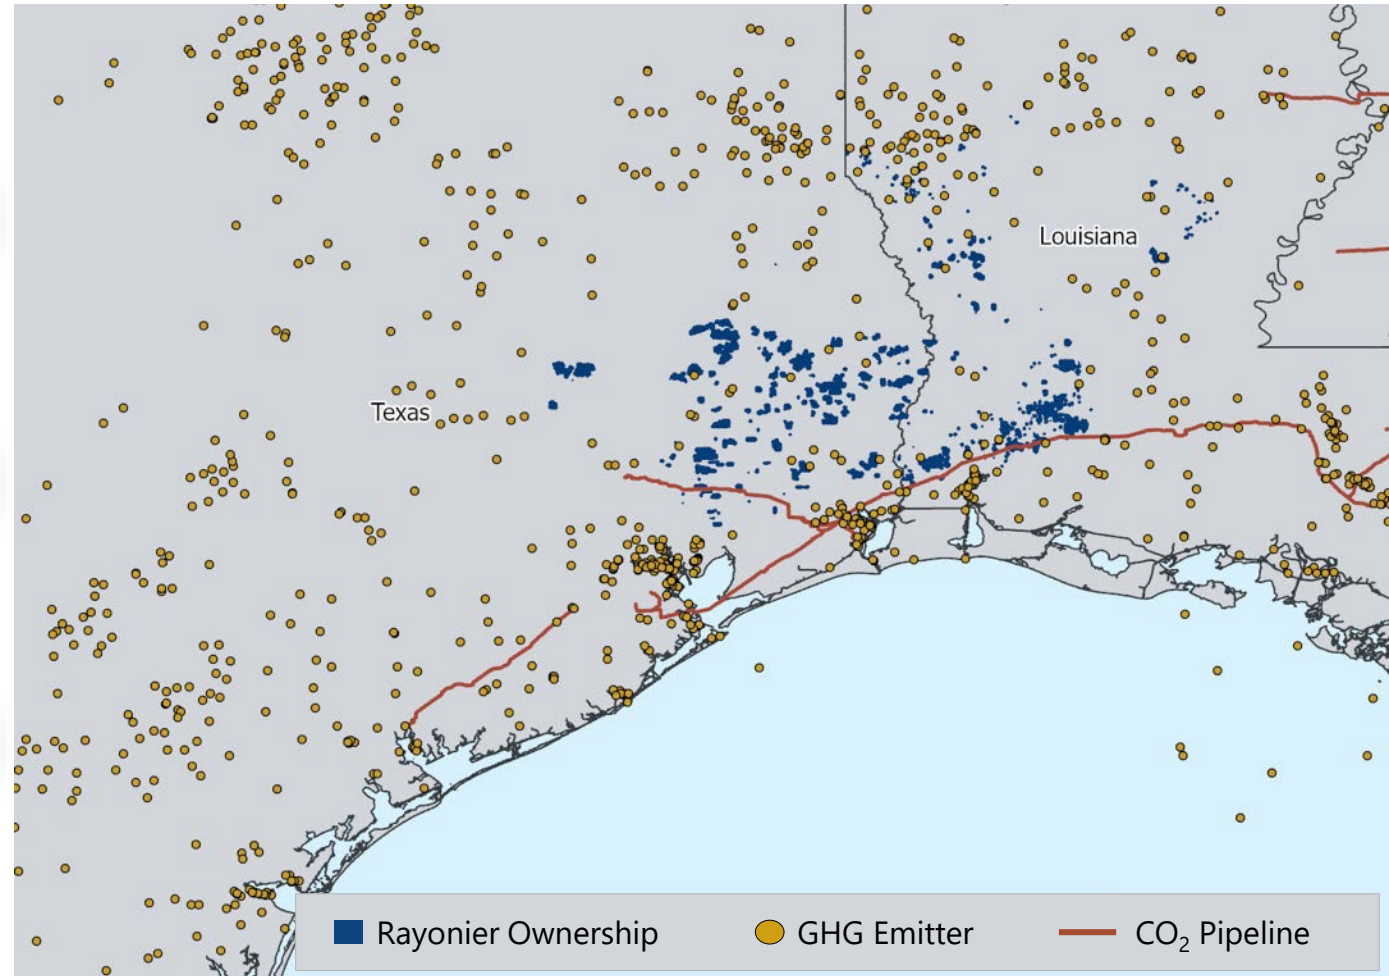 Louisiana
Texas
Rayonier Ownership
GHG Emitter
CO₂ Pipeline